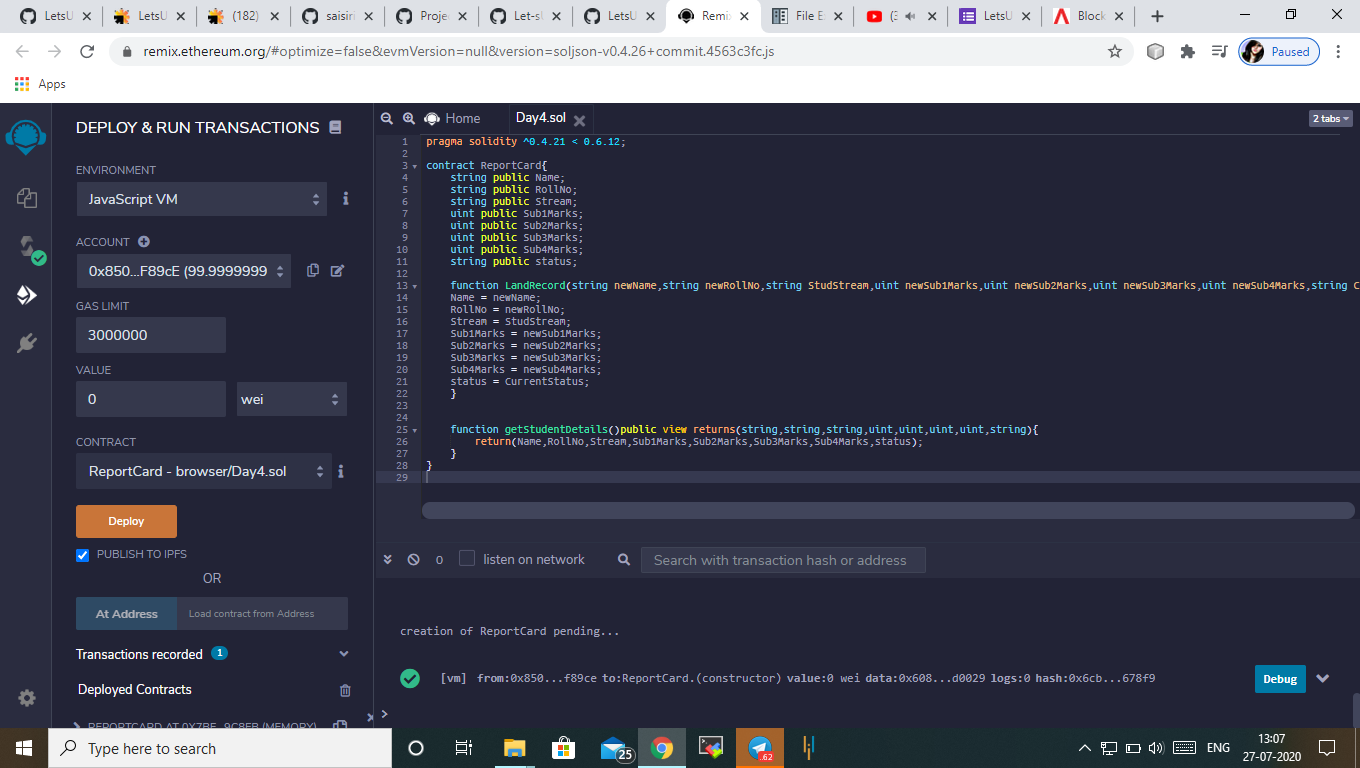 LetsU
LetsU
(182)
saisiri
Proje
Let-sU
LetsU
Remix
File E
LetsU
Block
remix.ethereum.org/#optimize=false&evmVersion=null&version=soljson-v0.4.26+commit.4563c3fc.js
Paused
Apps
DEPLOY & RUN TRANSACTIONS
ENVIRONMENT
JavaScript VM
ACCOUNT
0x850...F89cE (99.9999999
GAS LIMIT
3000000
VALUE
0
wei
CONTRACT
ReportCard - browser/Day4.sol
Deploy
PUBLISH TO IPFS
OR
At Address
Load contract from Address
Transactions recorded 1
Deployed Contracts
REPORTCARD AT 0X7BF...9C8FB (MEMORY)
Home
Day4.sol
2 tabs
1 pragma solidity ^0.4.21 < 0.6.12;
2
3 contract ReportCard{
4 string public Name;
5 string public RollNo;
6 string public Stream;
7 uint public Sub1Marks;
8 uint public Sub2Marks;
9 uint public Sub3Marks;
10 uint public Sub4Marks;
11 string public status;
12
13 function LandRecord(string newName,string newRollNo,string StudStream,uint newSub1Marks,uint newSub2Marks,uint newSub3Marks,uint newSub4Marks,string C
14 Name = newName;
15 RollNo = newRollNo;
16 Stream = StudStream;
17 Sub1Marks = newSub1Marks;
18 Sub2Marks = newSub2Marks;
19 Sub3Marks = newSub3Marks;
20 Sub4Marks = newSub4Marks;
21 status = CurrentStatus;
22 }
23
24
25 function getStudentDetails()public view returns(string,string,string,uint,uint,uint,uint,string){
26 return(Name,RollNo,Stream,Sub1Marks,Sub2Marks,Sub3Marks,Sub4Marks,status);
27 }
28 }
29
0
listen on network
Search with transaction hash or address
creation of ReportCard pending...
[vm] from:0x850...f89ce to:ReportCard.(constructor) value:0 wei data:0x608...d0029 logs:0 hash:0x6cb...678f9
Debug
>
Type here to search
25
.62
ENG
13:07
27-07-2020